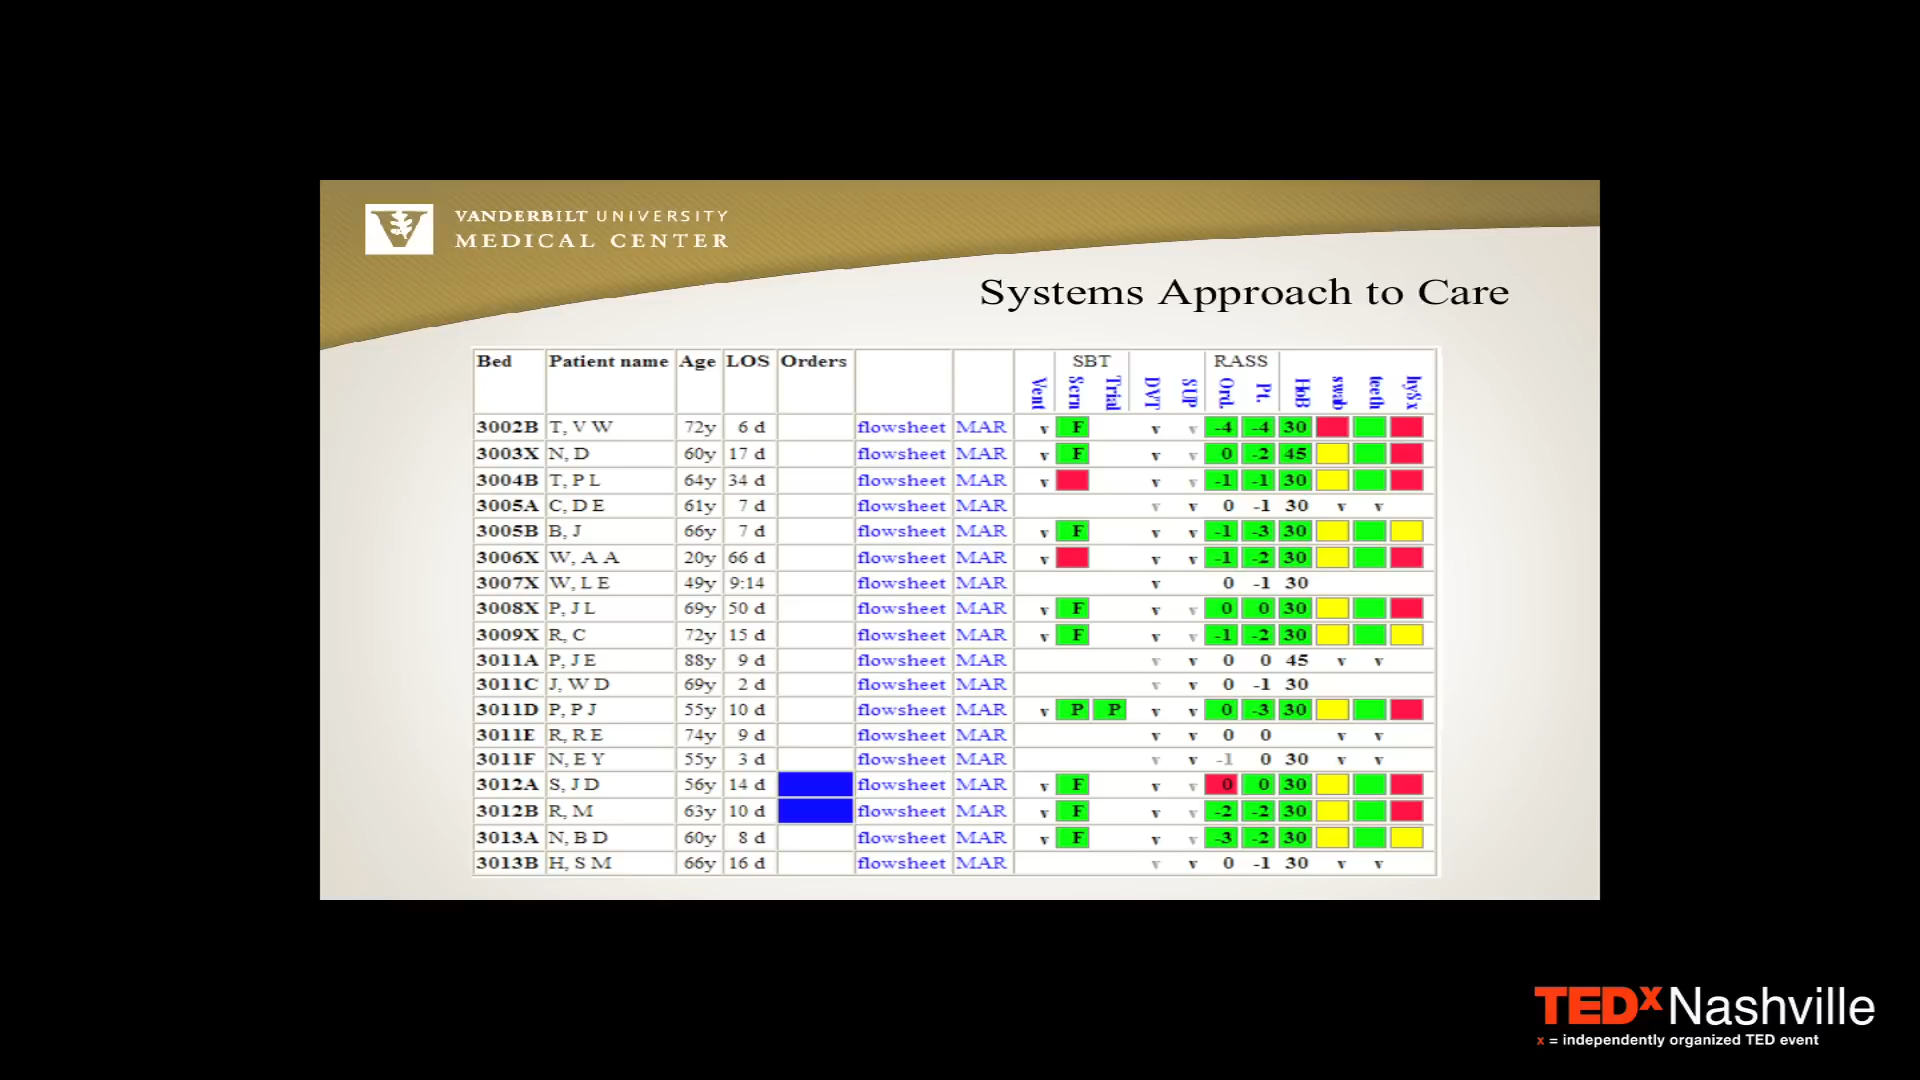 VANDERBILT UNIVERSITY
MEDICAL CENTER
Systems Approach to Care
Bed Patient name Age LOS Orders SBT RASS
Vent Scrn Trial DVT SUP Ord. Pt. HoB swab teeth hySx
3002B T, V W 72y 6 d flowsheet MAR v F v v -4 -4 30
3003X N, D 60y 17 d flowsheet MAR v F v v 0 -2 45
3004B T, P L 64y 34 d flowsheet MAR v v v -1 -1 30
3005A C, D E 61y 7 d flowsheet MAR v v 0 -1 30 v v
3005B B, J 66y 7 d flowsheet MAR v F v v -1 -3 30
3006X W, A A 20y 66 d flowsheet MAR v v v -1 -2 30
3007X W, L E 49y 9:14 flowsheet MAR v 0 -1 30
3008X P, J L 69y 50 d flowsheet MAR v F v v 0 0 30
3009X R, C 72y 15 d flowsheet MAR v F v v -1 -2 30
3011A P, J E 88y 9 d flowsheet MAR v v 0 0 45 v v
3011C J, W D 69y 2 d flowsheet MAR v v 0 -1 30
3011D P, P J 55y 10 d flowsheet MAR v P P v v 0 -3 30
3011E R, R E 74y 9 d flowsheet MAR v v 0 0 v v
3011F N, E Y 55y 3 d flowsheet MAR v v -1 0 30 v v
3012A S, J D 56y 14 d flowsheet MAR v F v v 0 0 30
3012B R, M 63y 10 d flowsheet MAR v F v v -2 -2 30
3013A N, B D 60y 8 d flowsheet MAR v F v v -3 -2 30
3013B H, S M 66y 16 d flowsheet MAR v v 0 -1 30 v v
TEDxNashville
x = independently organized TED event